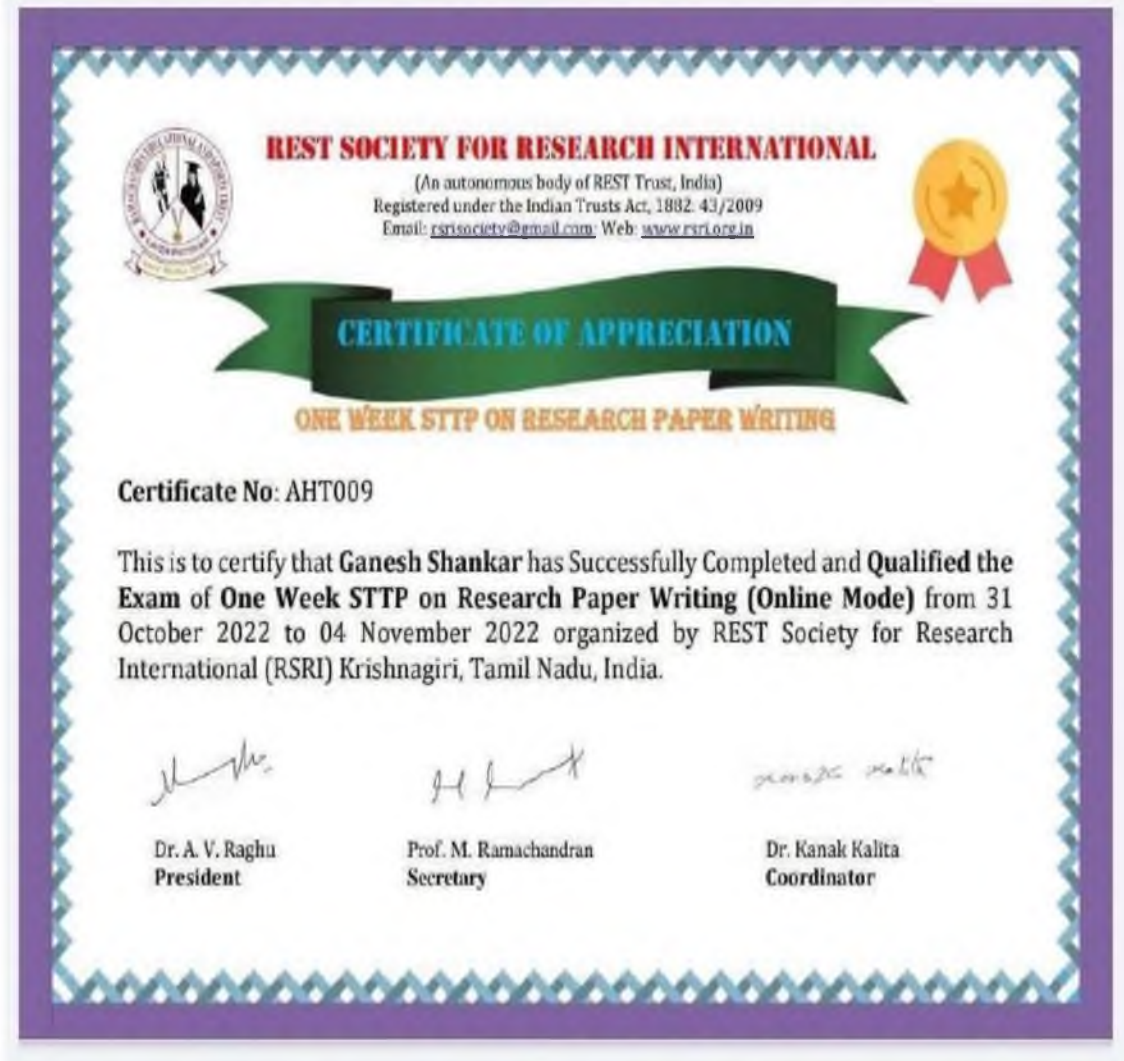 REST SOCIETY FOR RESEARCH INTERNATIONAL
(An autonomous body of REST Trust, India)
Registered under the Indian Trusts Act, 1882. 43/2009
Email: rsrisociety@gmail.com; Web: www.rsri.org.in
CERTIFICATE OF APPRECIATION
ONE WEEK STTP ON RESEARCH PAPER WRITING
Certificate No: AHT009
This is to certify that Ganesh Shankar has Successfully Completed and Qualified the
Exam of One Week STTP on Research Paper Writing (Online Mode) from 31
October 2022 to 04 November 2022 organized by REST Society for Research
International (RSRI) Krishnagiri, Tamil Nadu, India.
Dr. A. V. Raghu
President
Prof. M. Ramachandran
Secretary
Dr. Kanak Kalita
Coordinator